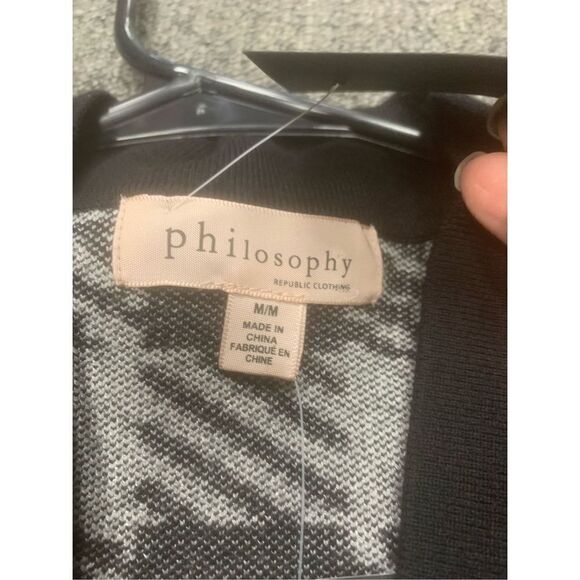 philosophy
REPUBLIC CLOTHING
M/M
MADE IN
CHINA
FABRIQUÉ EN
CHINE